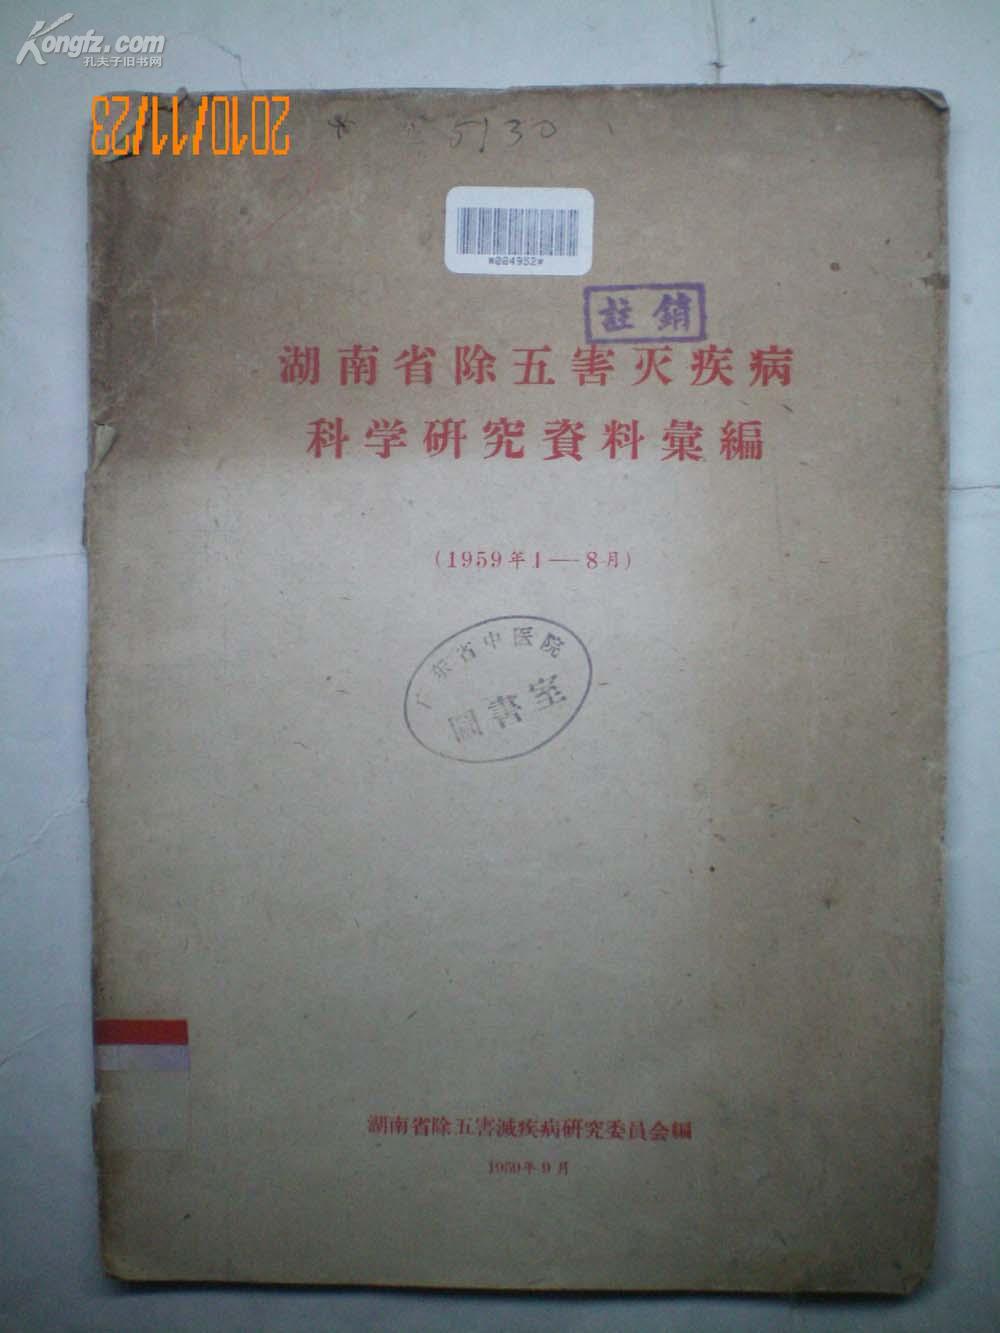 Kongfz.com
孔夫子旧书网
2010/11/23
5130
*024952*
註銷
湖南省除五害灭疾病
科学研究資料彙編
(1959年1—8月)
广东省中医院
圖書室
湖南省除五害滅疾病研究委員会編
1959年9月